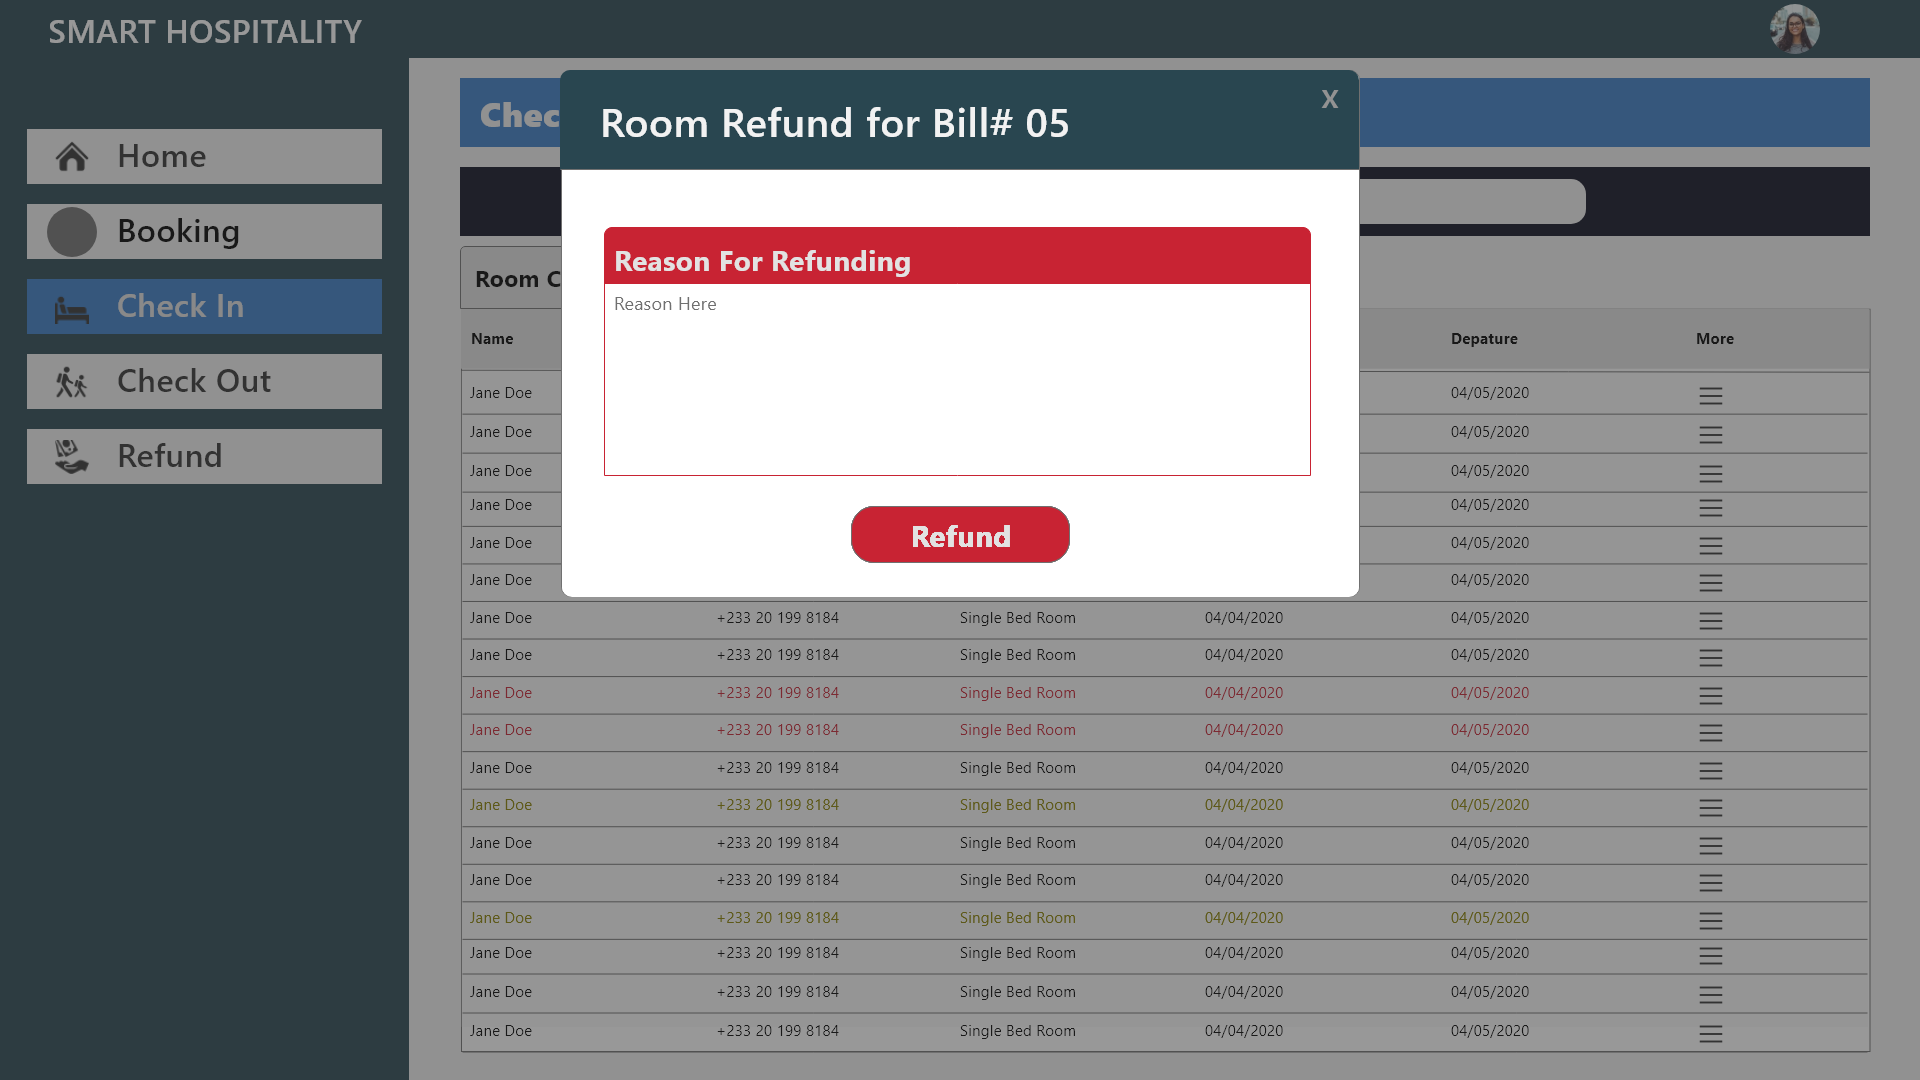 SMART HOSPITALITY
Home
Booking
Check In
Check Out
Refund
Chec
Room Refund for Bill# 05
X
Reason For Refunding
Reason Here
Refund
Room C
Name Depature More
Jane Doe 04/05/2020
Jane Doe 04/05/2020
Jane Doe 04/05/2020
Jane Doe 04/05/2020
Jane Doe 04/05/2020
Jane Doe 04/05/2020
Jane Doe +233 20 199 8184 Single Bed Room 04/04/2020 04/05/2020
Jane Doe +233 20 199 8184 Single Bed Room 04/04/2020 04/05/2020
Jane Doe +233 20 199 8184 Single Bed Room 04/04/2020 04/05/2020
Jane Doe +233 20 199 8184 Single Bed Room 04/04/2020 04/05/2020
Jane Doe +233 20 199 8184 Single Bed Room 04/04/2020 04/05/2020
Jane Doe +233 20 199 8184 Single Bed Room 04/04/2020 04/05/2020
Jane Doe +233 20 199 8184 Single Bed Room 04/04/2020 04/05/2020
Jane Doe +233 20 199 8184 Single Bed Room 04/04/2020 04/05/2020
Jane Doe +233 20 199 8184 Single Bed Room 04/04/2020 04/05/2020
Jane Doe +233 20 199 8184 Single Bed Room 04/04/2020 04/05/2020
Jane Doe +233 20 199 8184 Single Bed Room 04/04/2020 04/05/2020
Jane Doe +233 20 199 8184 Single Bed Room 04/04/2020 04/05/2020